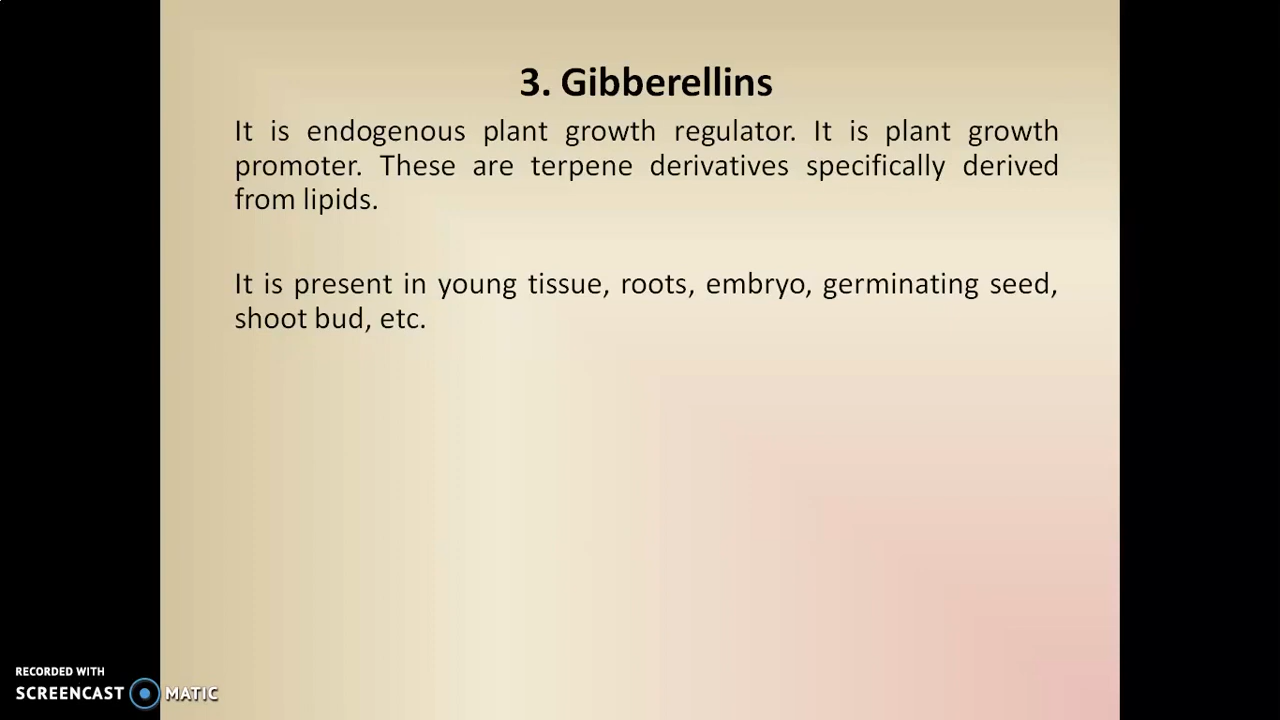 3. Gibberellins
It is endogenous plant growth regulator. It is plant growth
promoter. These are terpene derivatives specifically derived
from lipids.
It is present in young tissue, roots, embryo, germinating seed,
shoot bud, etc.
RECORDED WITH
SCREENCAST MATIC